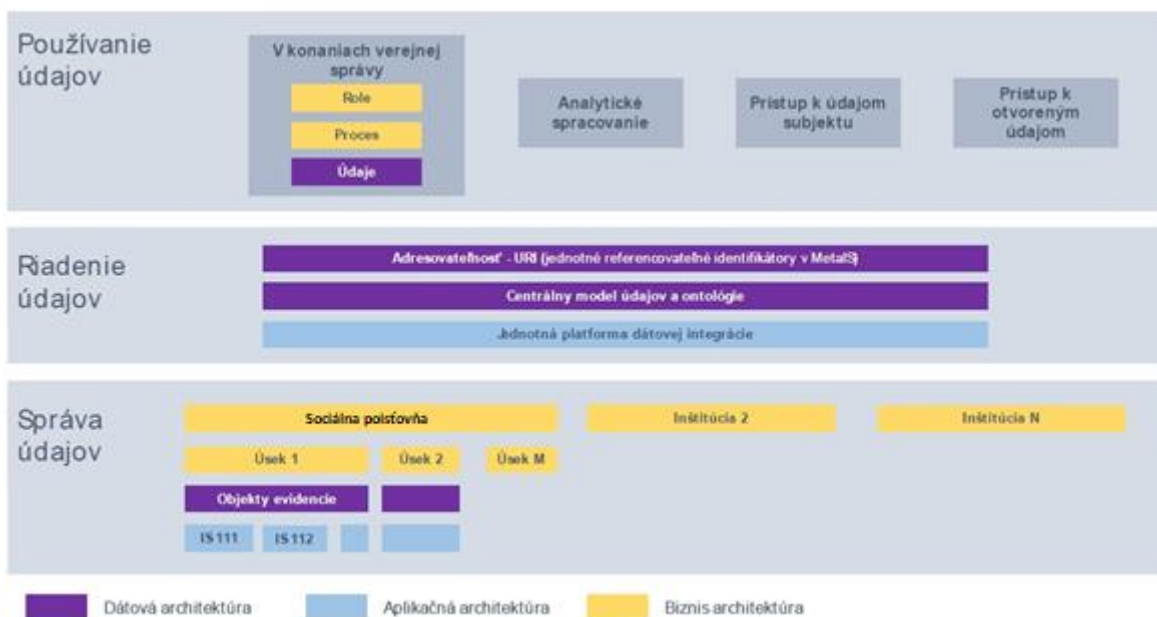 Používanie
údajov
V konaniach verejnej
správy
Role
Proces
Údaje
Analytické
spracovanie
Prístup k údajom
subjektu
Prístup k
otvoreným
údajom
Riadenie
údajov
Adresovateľnosť - URI (jednotné referencovateľné identifikátory v MetaIS)
Centrálny model údajov a ontológie
Jednotná platforma dátovej integrácie
Správa
údajov
Sociálna poisťovňa
Inštitúcia 2
Inštitúcia N
Úsek 1
Úsek 2
Úsek M
Objekty evidencie
IS111
IS112
Dátová architektúra
Aplikačná architektúra
Biznis architektúra